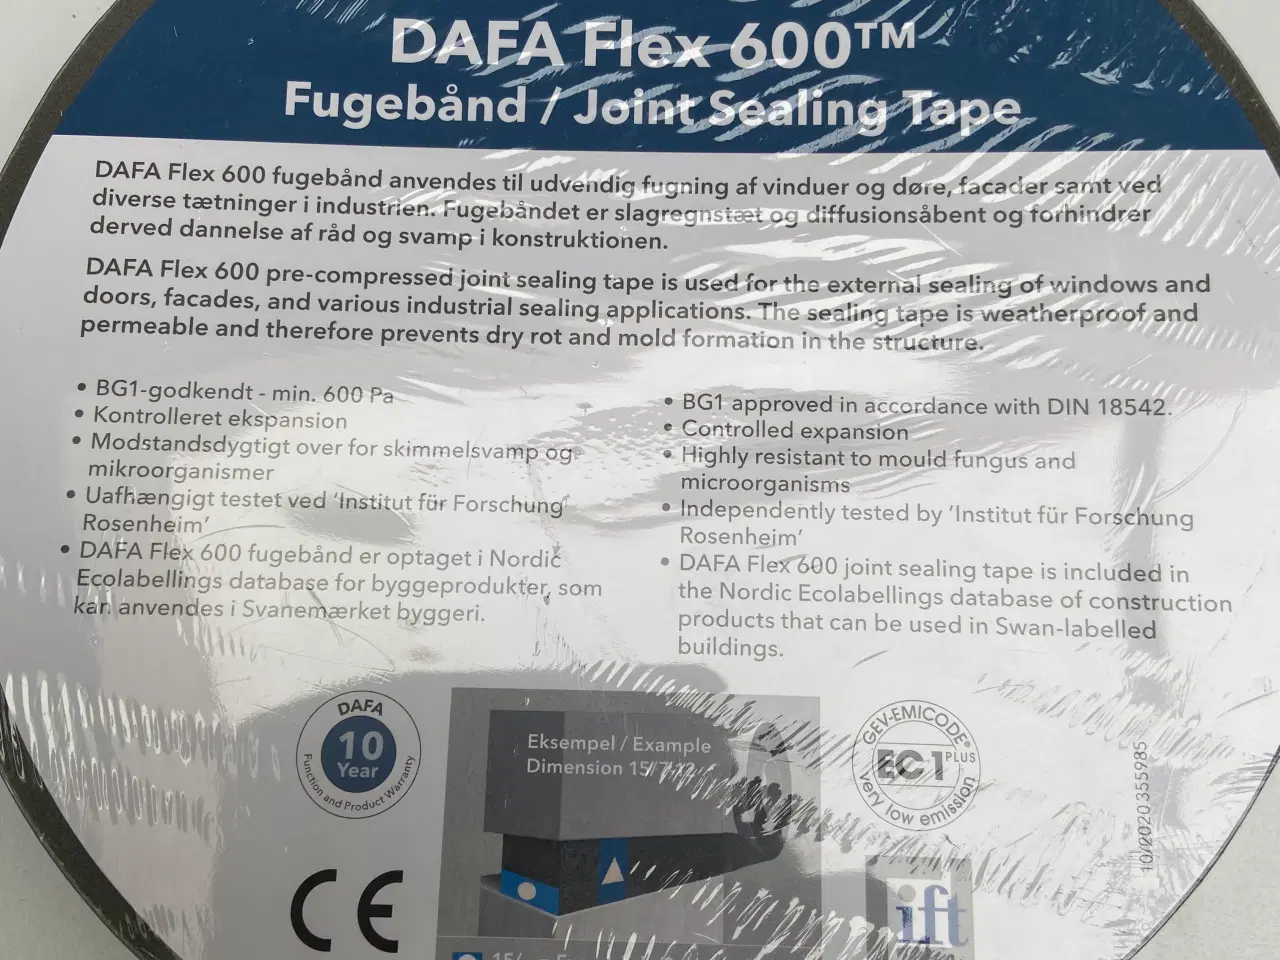 DAFA Flex 600™
Fugebånd / Joint Sealing Tape
DAFA Flex 600 fugebånd anvendes til udvendig fugning af vinduer og døre, facader samt ved
diverse tætninger i industrien. Fugebåndet er slagregnstæt og diffusionsåbent og forhindrer
derved dannelse af råd og svamp i konstruktionen.
DAFA Flex 600 pre-compressed joint sealing tape is used for the external sealing of windows and
doors, facades, and various industrial sealing applications. The sealing tape is weatherproof and
permeable and therefore prevents dry rot and mold formation in the structure.
• BG1-godkendt - min. 600 Pa
• Kontrolleret ekspansion
• Modstandsdygtigt over for skimmelsvamp og
mikroorganismer
• Uafhængigt testet ved 'Institut für Forschung
Rosenheim'
• DAFA Flex 600 fugebånd er optaget i Nordic
Ecolabellings database for byggeprodukter, som
kan anvendes i Svanemærket byggeri.
• BG1 approved in accordance with DIN 18542.
• Controlled expansion
• Highly resistant to mould fungus and
microorganisms
• Independently tested by 'Institut für Forschung
Rosenheim'
• DAFA Flex 600 joint sealing tape is included in
the Nordic Ecolabellings database of construction
products that can be used in Swan-labelled
buildings.
DAFA
10
Year
Function and Product Warranty
Eksempel / Example
Dimension
GEV-EMICODE®
EC1 PLUS
very low emission
10/2020 355985
CE
ift